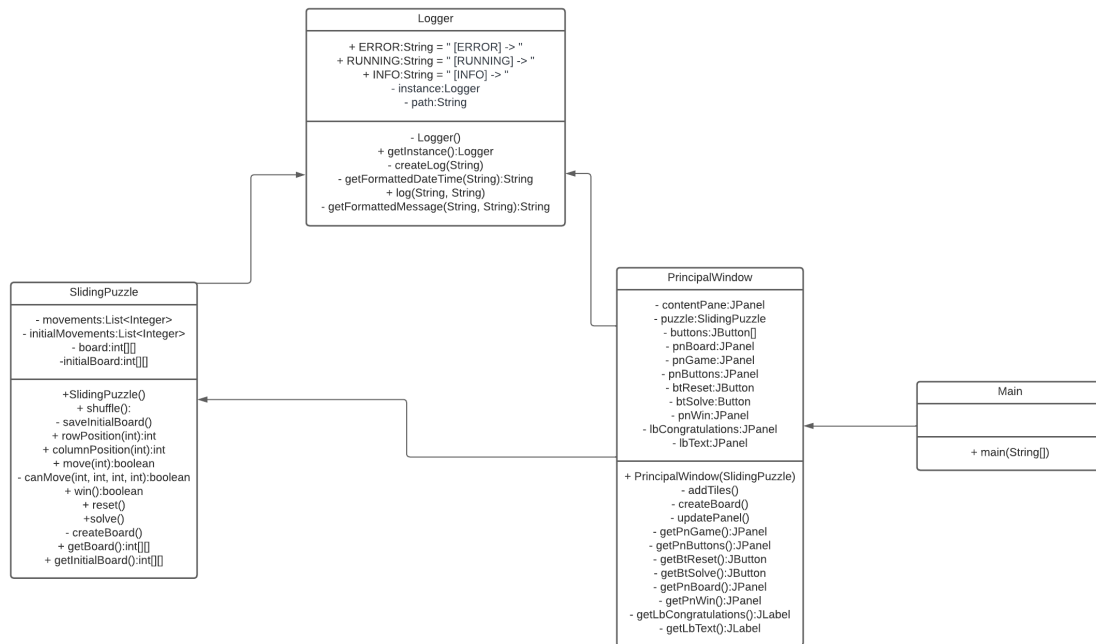 Logger
+ ERROR:String = " [ERROR] -> "
+ RUNNING:String = " [RUNNING] -> "
+ INFO:String = " [INFO] -> "
- instance:Logger
- path:String
- Logger()
+ getInstance():Logger
- createLog(String)
- getFormattedDateTime(String):String
+ log(String, String)
- getFormattedMessage(String, String):String
SlidingPuzzle
- movements:List<Integer>
- initialMovements:List<Integer>
- board:int[][]
-initialBoard:int[][]
+SlidingPuzzle()
+ shuffle():
- saveInitialBoard()
+ rowPosition(int):int
+ columnPosition(int):int
+ move(int):boolean
- canMove(int, int, int, int):boolean
+ win():boolean
+ reset()
+solve()
- createBoard()
+ getBoard():int[][]
+ getInitialBoard():int[][]
PrincipalWindow
- contentPane:JPanel
- puzzle:SlidingPuzzle
- buttons:JButton[]
- pnBoard:JPanel
- pnGame:JPanel
- pnButtons:JPanel
- btReset:JButton
- btSolve:Button
- pnWin:JPanel
- lbCongratulations:JPanel
- lbText:JPanel
+ PrincipalWindow(SlidingPuzzle)
- addTiles()
- createBoard()
- updatePanel()
- getPnGame():JPanel
- getPnButtons():JPanel
- getBtReset():JButton
- getBtSolve():JButton
- getPnBoard():JPanel
- getPnWin():JPanel
- getLbCongratulations():JLabel
- getLbText():JLabel
Main
+ main(String[])